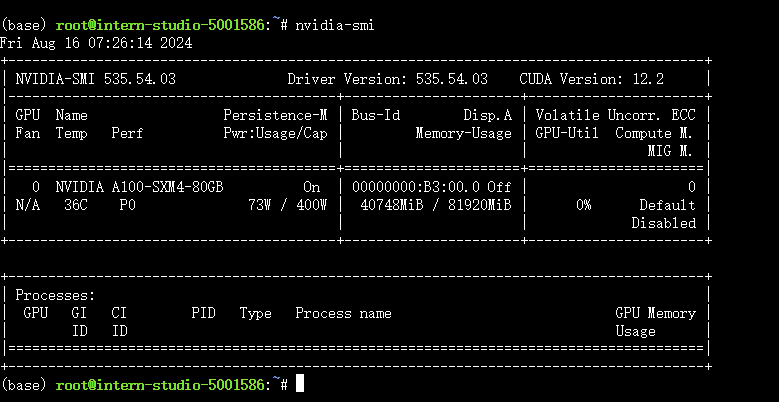 (base) root@intern-studio-5001586:~# nvidia-smi
Fri Aug 16 07:26:14 2024
+---------------------------------------------------------------------------------------+
| NVIDIA-SMI 535.54.03              Driver Version: 535.54.03    CUDA Version: 12.2     |
|-----------------------------------------+----------------------+----------------------+
| GPU  Name                 Persistence-M | Bus-Id        Disp.A | Volatile Uncorr. ECC |
| Fan  Temp   Perf          Pwr:Usage/Cap |         Memory-Usage | GPU-Util  Compute M. |
|                                         |                      |               MIG M. |
|=========================================+======================+======================|
|   0  NVIDIA A100-SXM4-80GB          On  | 00000000:B3:00.0 Off |                    0 |
| N/A   36C    P0              73W / 400W |  40748MiB / 81920MiB |      0%      Default |
|                                         |                      |             Disabled |
+-----------------------------------------+----------------------+----------------------+

+---------------------------------------------------------------------------------------+
| Processes:                                                                            |
|  GPU   GI   CI        PID   Type   Process name                            GPU Memory |
|        ID   ID                                                             Usage      |
|=======================================================================================|
+---------------------------------------------------------------------------------------+
(base) root@intern-studio-5001586:~#